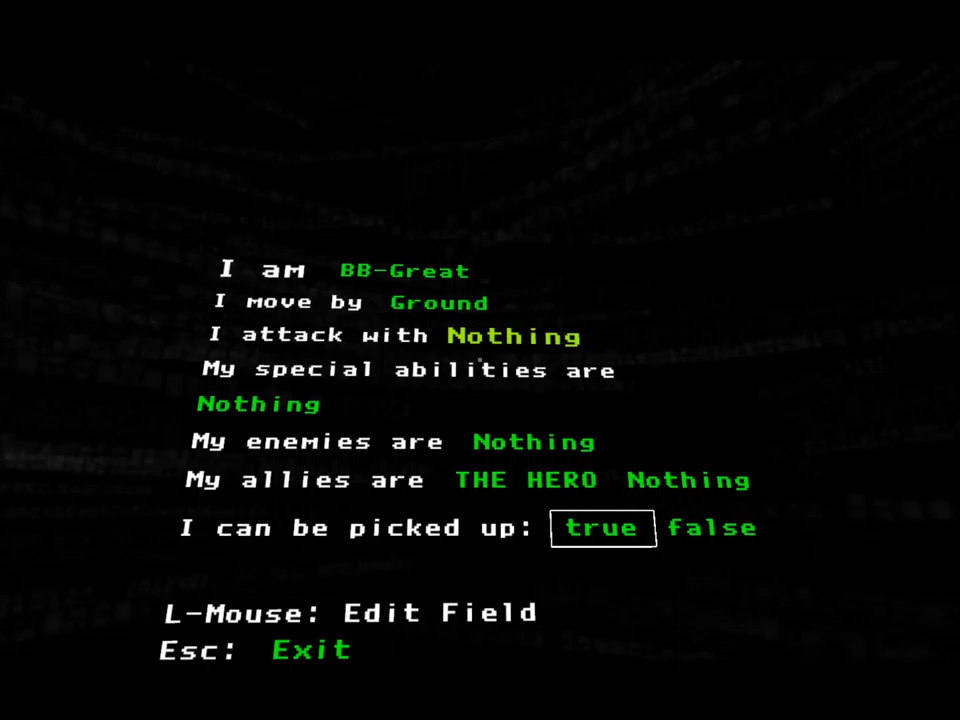 I am BB-Great
I move by Ground
I attack with Nothing
My special abilities are
Nothing
My enemies are Nothing
My allies are THE HERO Nothing
I can be picked up: true false
L-Mouse: Edit Field
Esc: Exit